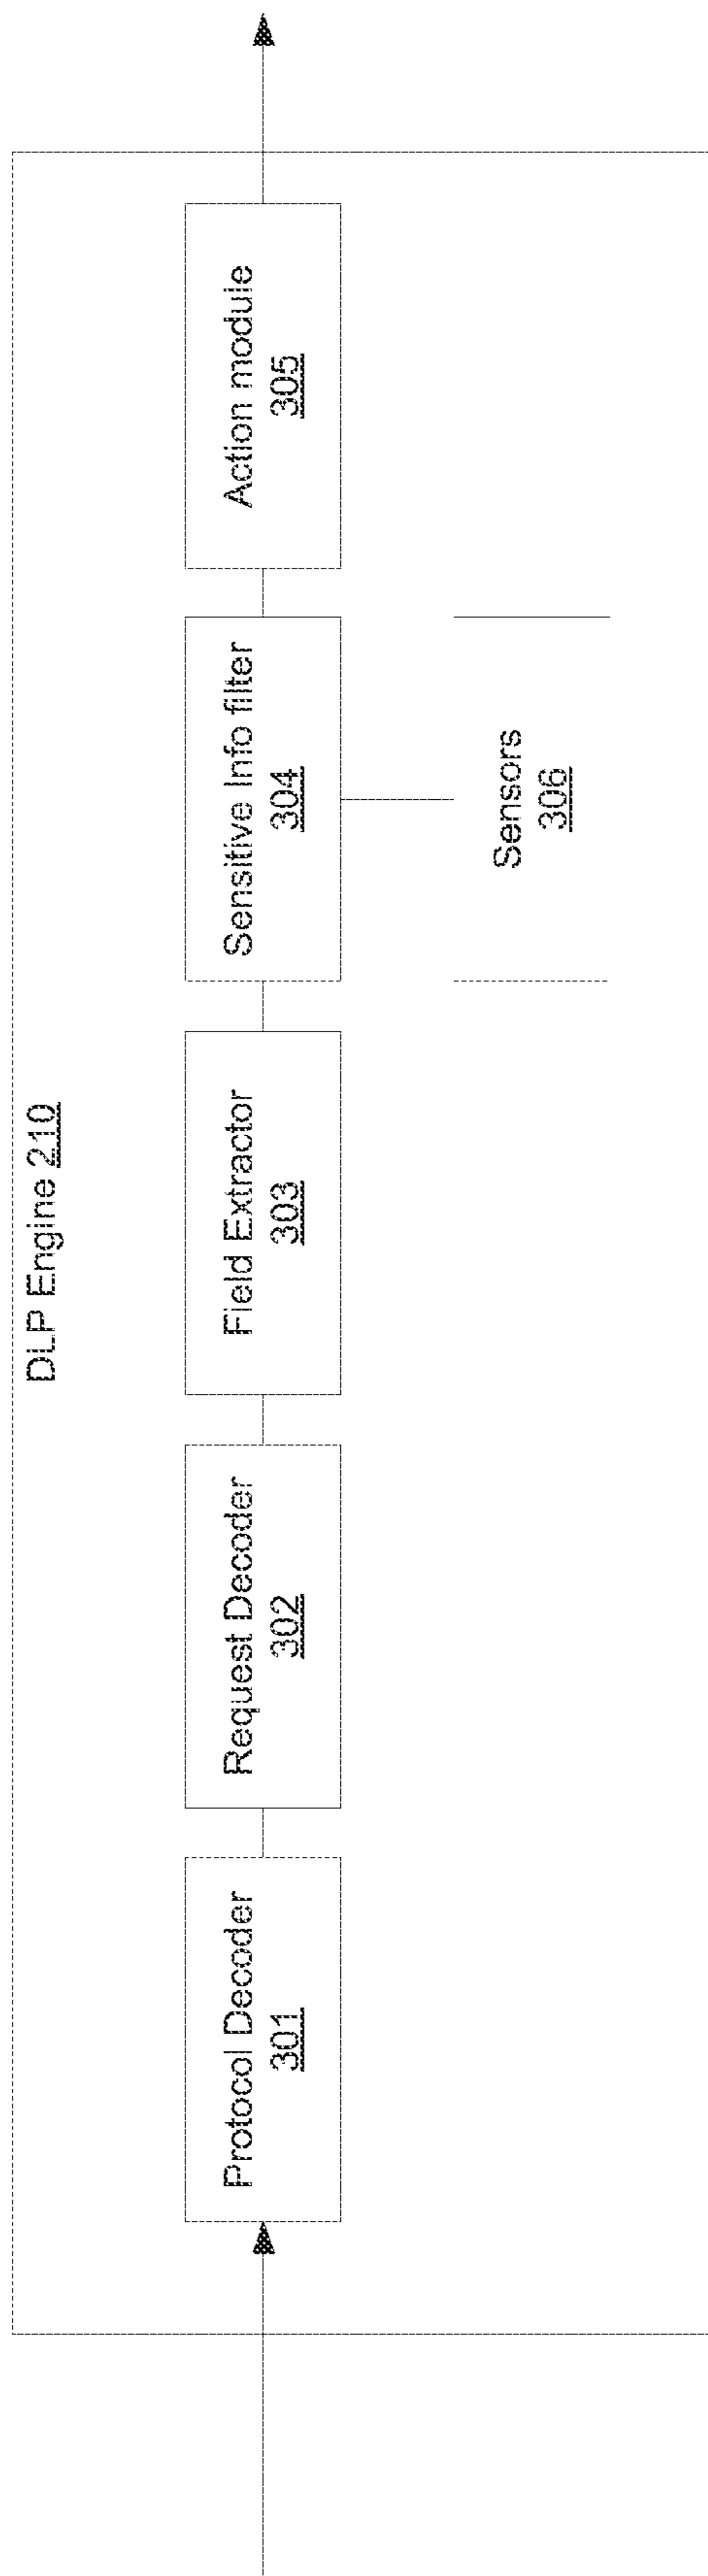 DLP Engine 210
Protocol Decoder
301
Request Decoder
302
Field Extractor
303
Sensitive Info filter
304
Action module
305
Sensors
306